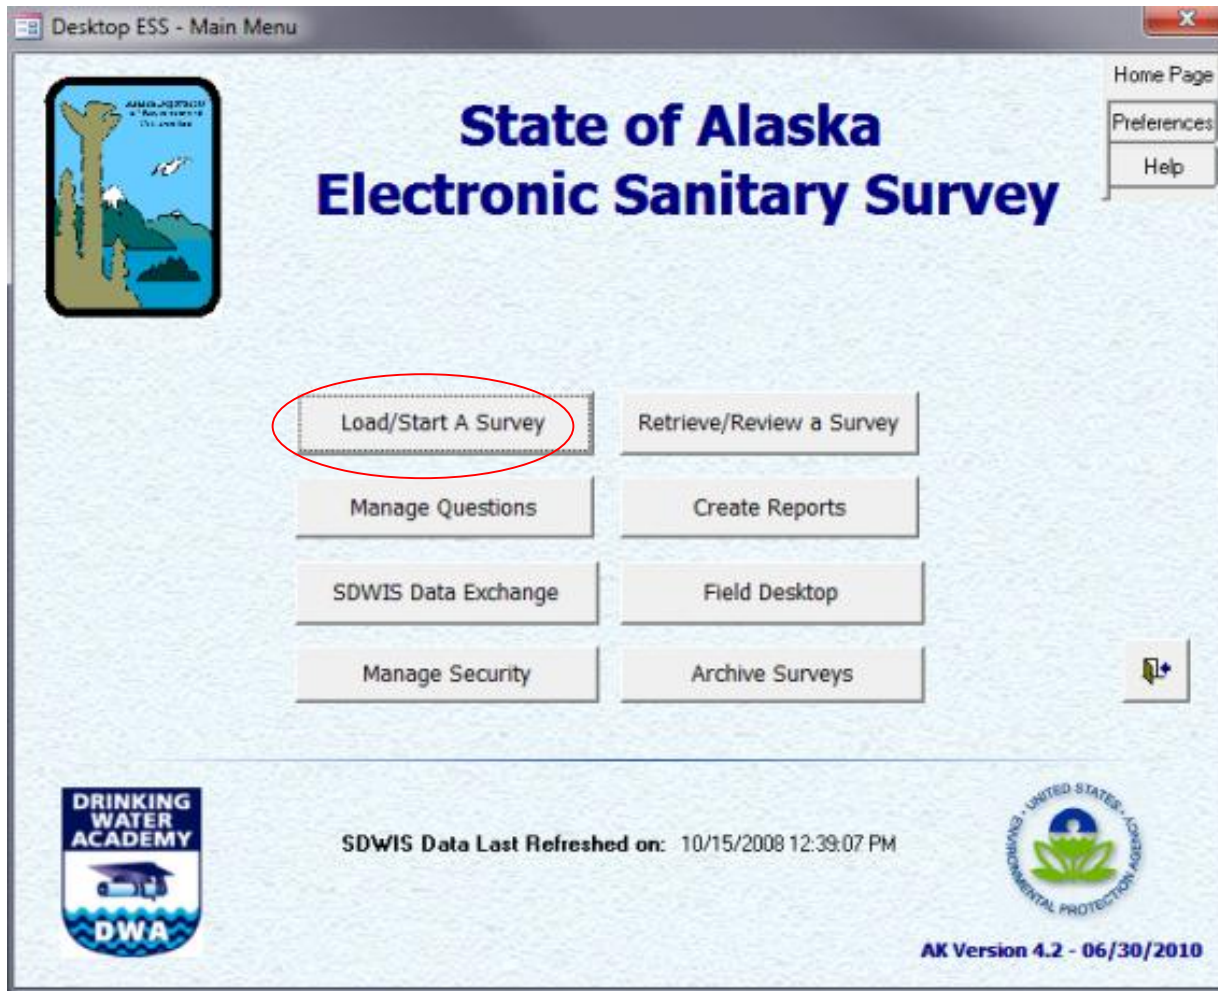 Desktop ESS - Main Menu
Home Page
Preferences
Help
State of Alaska
Electronic Sanitary Survey
Load/Start A Survey
Retrieve/Review a Survey
Manage Questions
Create Reports
SDWIS Data Exchange
Field Desktop
Manage Security
Archive Surveys
DRINKING
WATER
ACADEMY
DWA
SDWIS Data Last Refreshed on: 10/15/2008 12:39:07 PM
UNITED STATES
ENVIRONMENTAL PROTECTION AGENCY
AK Version 4.2 - 06/30/2010